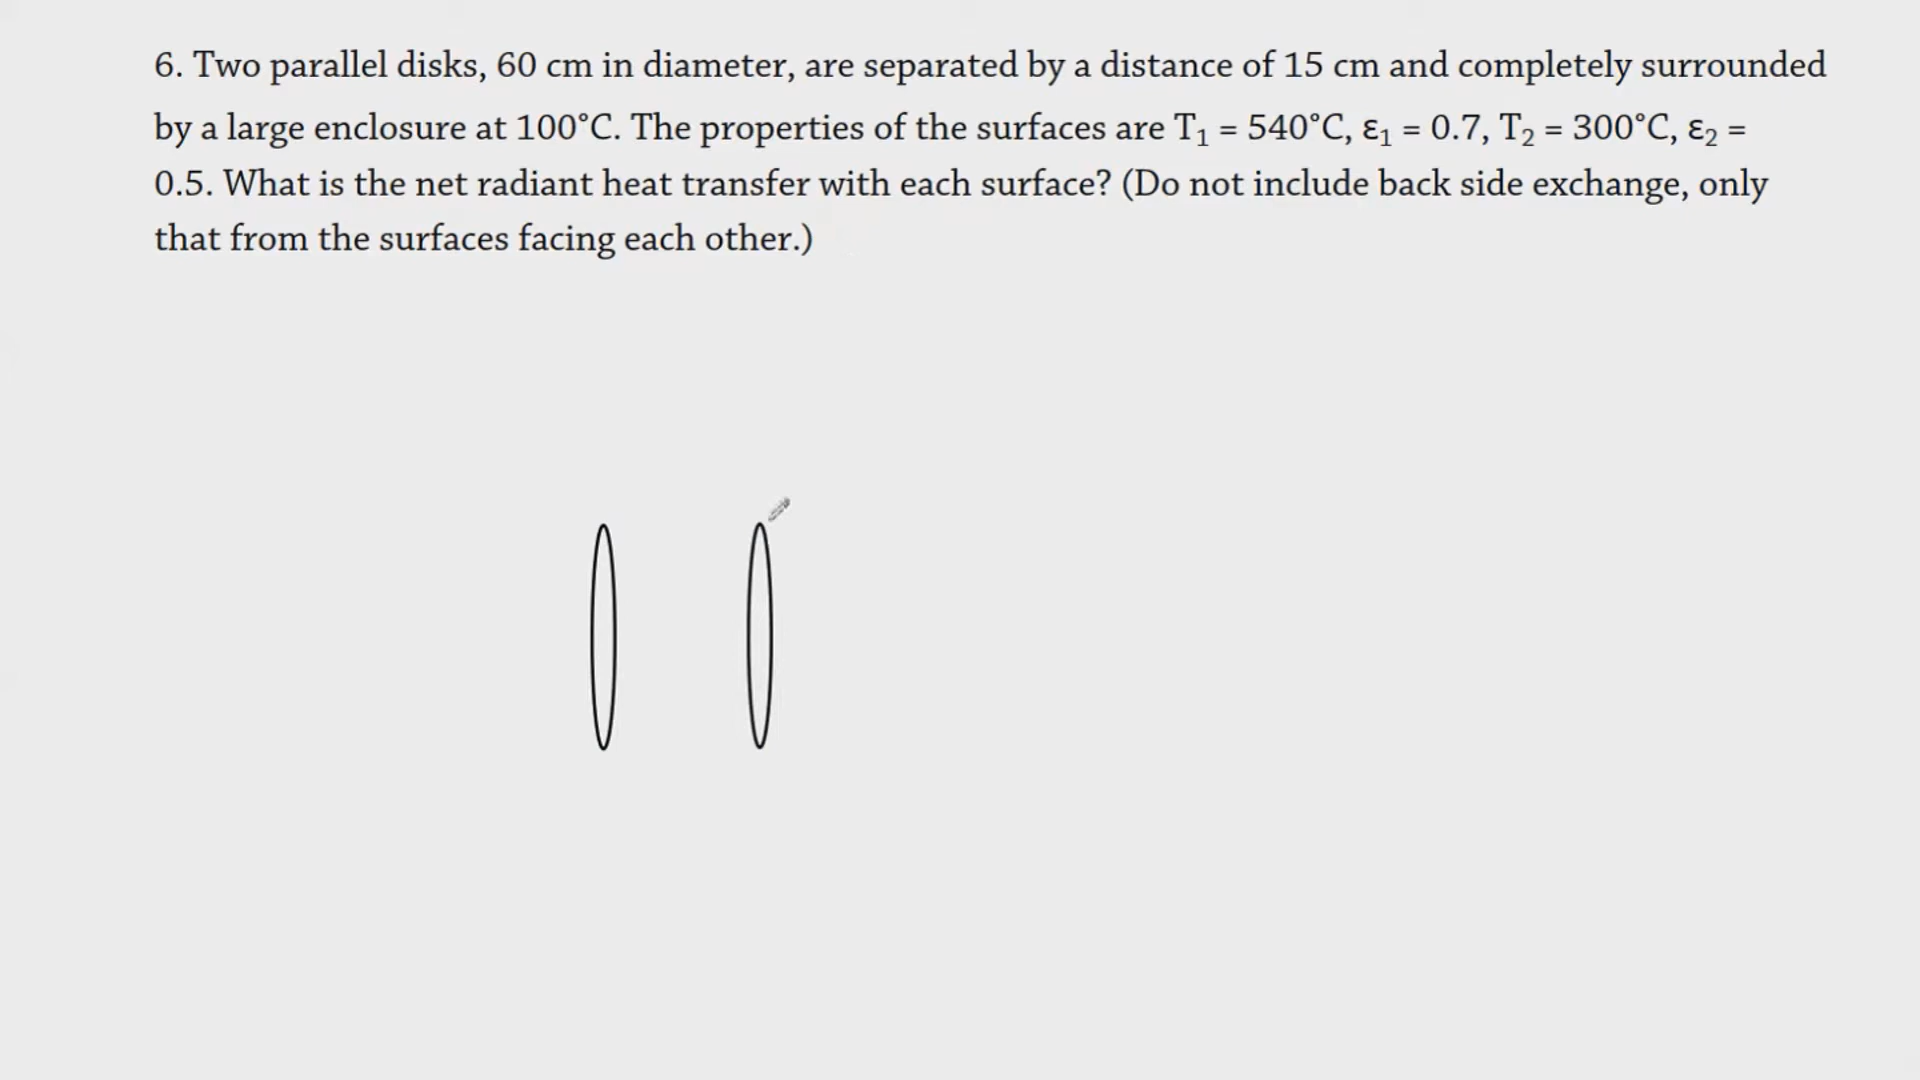 6. Two parallel disks, 60 cm in diameter, are separated by a distance of 15 cm and completely surrounded
by a large enclosure at 100°C. The properties of the surfaces are T₁ = 540°C, ε₁ = 0.7, T₂ = 300°C, ε₂ =
0.5. What is the net radiant heat transfer with each surface? (Do not include back side exchange, only
that from the surfaces facing each other.)